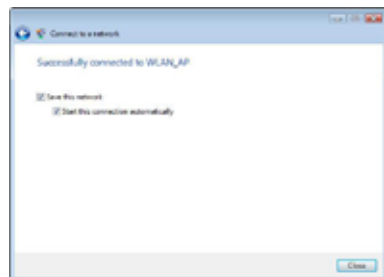 Connect to a network
Successfully connected to WLAN_AP
Save this network
Start this connection automatically
Close